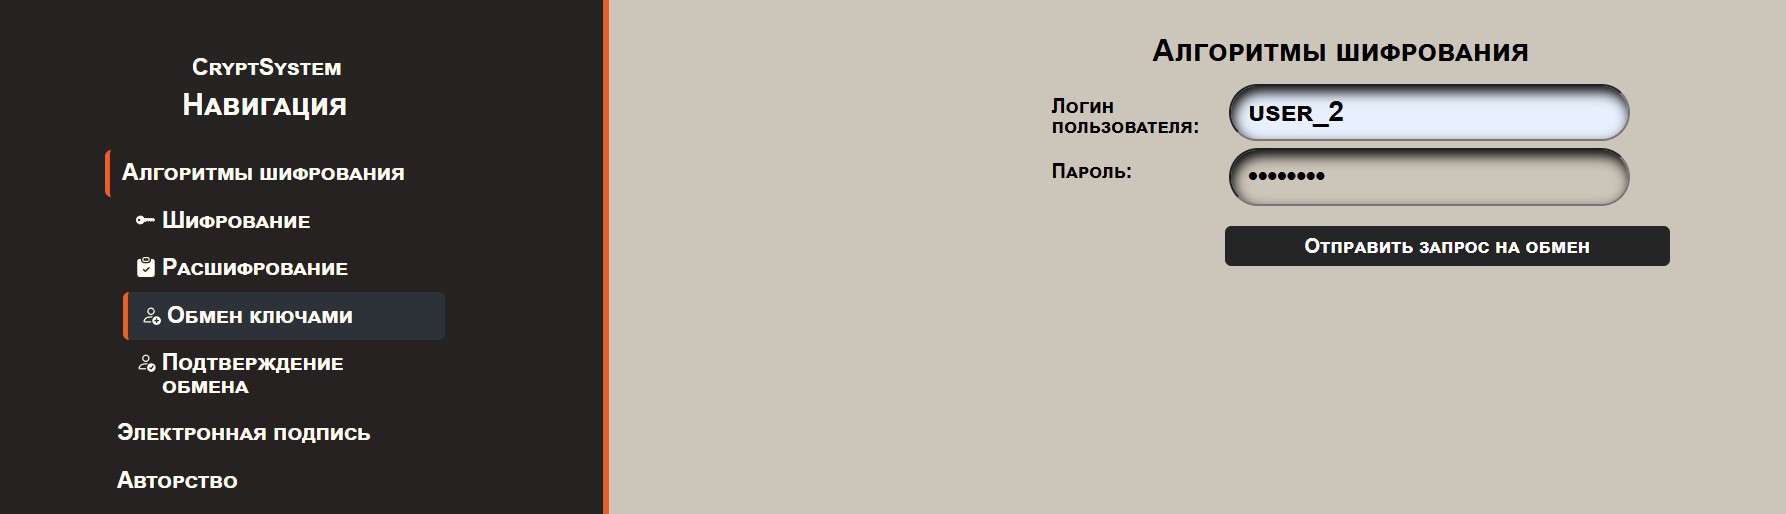 CryptSystem
Навигация
Алгоритмы шифрования
Шифрование
Расшифрование
Обмен ключами
Подтверждение
обмена
Электронная подпись
Авторство
Алгоритмы шифрования
Логин
пользователя:
user_2
Пароль:
••••••••
Отправить запрос на обмен